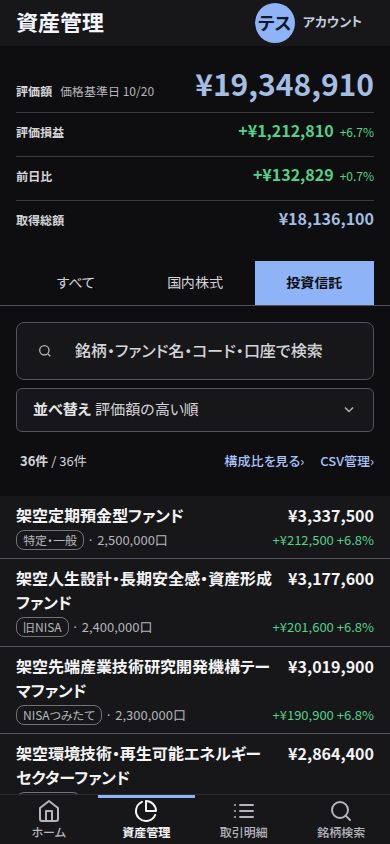 資産管理
テス アカウント
評価額 価格基準日 10/20 ¥19,348,910
評価損益 +¥1,212,810 +6.7%
前日比 +¥132,829 +0.7%
取得総額 ¥18,136,100
すべて 国内株式 投資信託
銘柄・ファンド名・コード・口座で検索
並べ替え 評価額の高い順
36件 / 36件 構成比を見る› CSV管理›
架空定期預金型ファンド ¥3,337,500
特定・一般 · 2,500,000口 +¥212,500 +6.8%
架空人生設計・長期安全感・資産形成 ¥3,177,600
ファンド
旧NISA · 2,400,000口 +¥201,600 +6.8%
架空先端産業技術研究開発機構テー ¥3,019,900
マファンド
NISAつみたて · 2,300,000口 +¥190,900 +6.8%
架空環境技術・再生可能エネルギー ¥2,864,400
セクターファンド
ホーム 資産管理 取引明細 銘柄検索